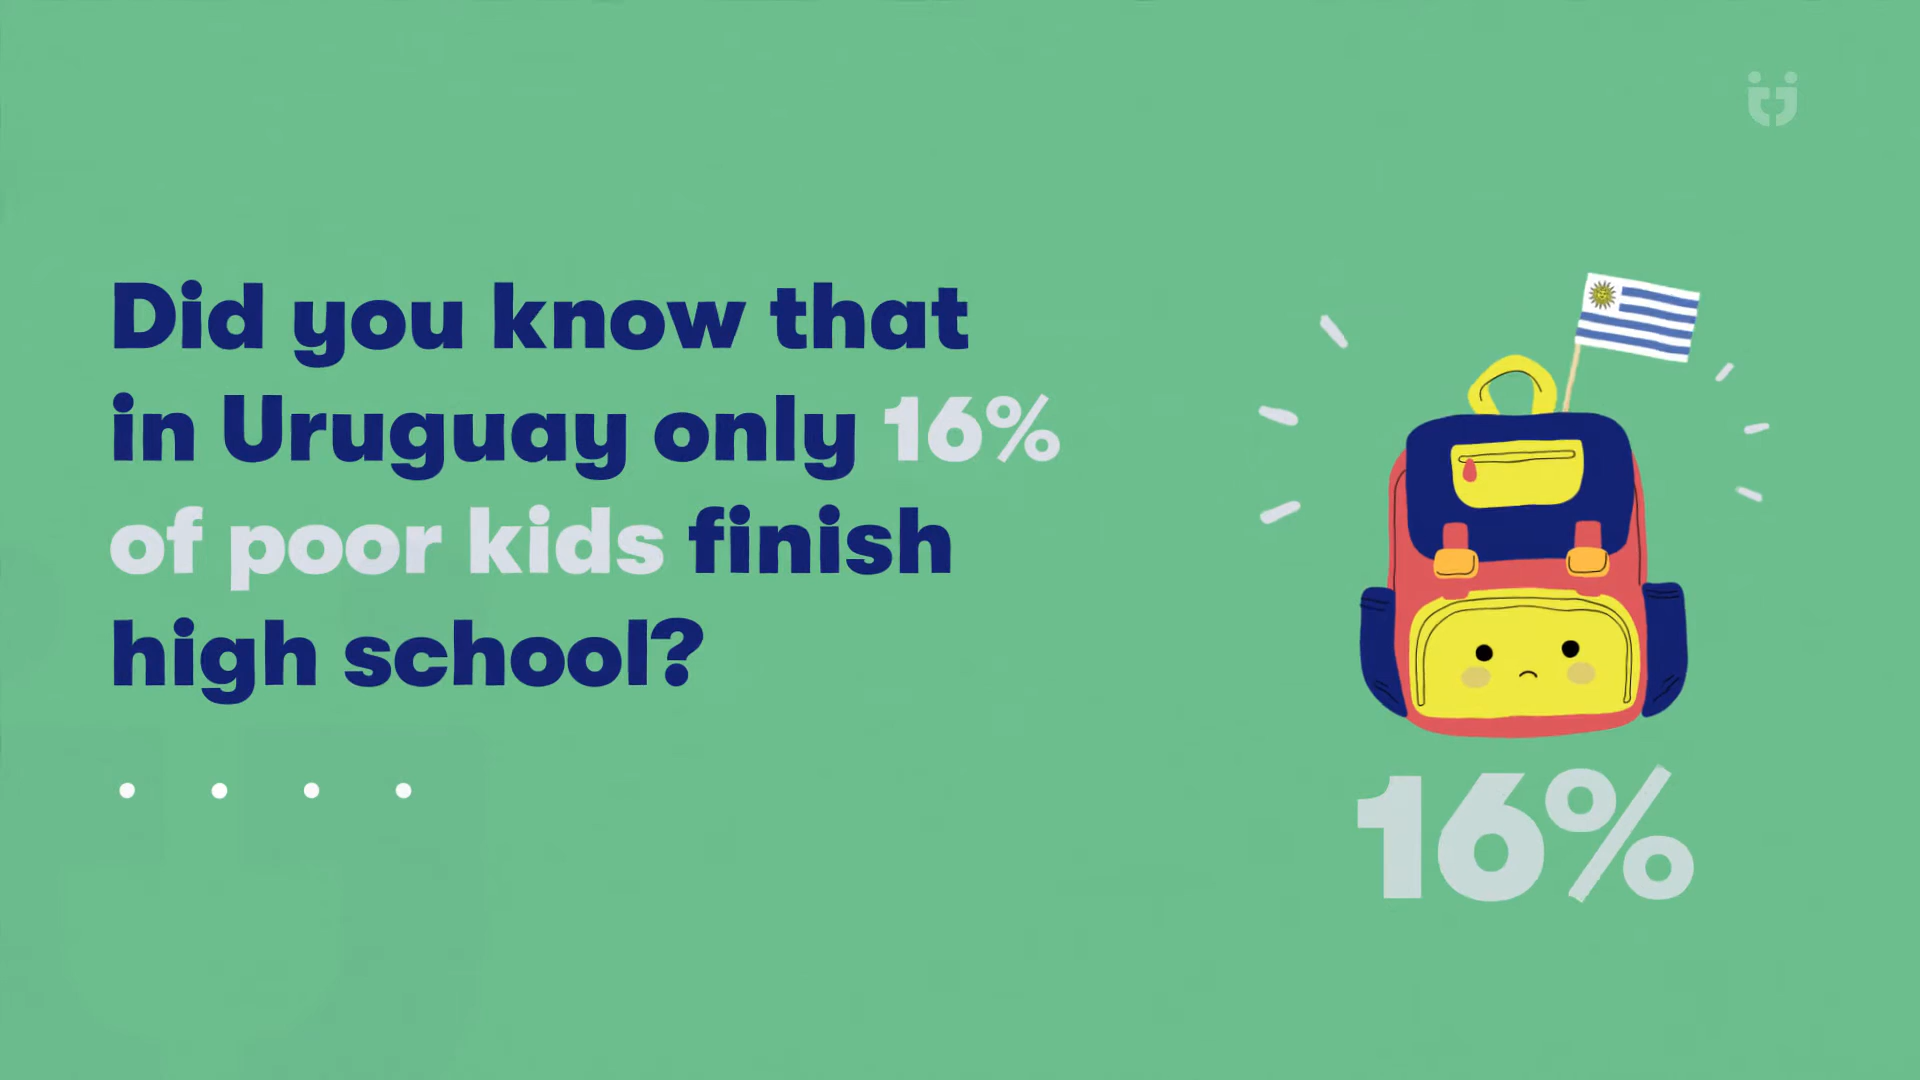 Did you know that
in Uruguay only 16%
of poor kids finish
high school?
16%